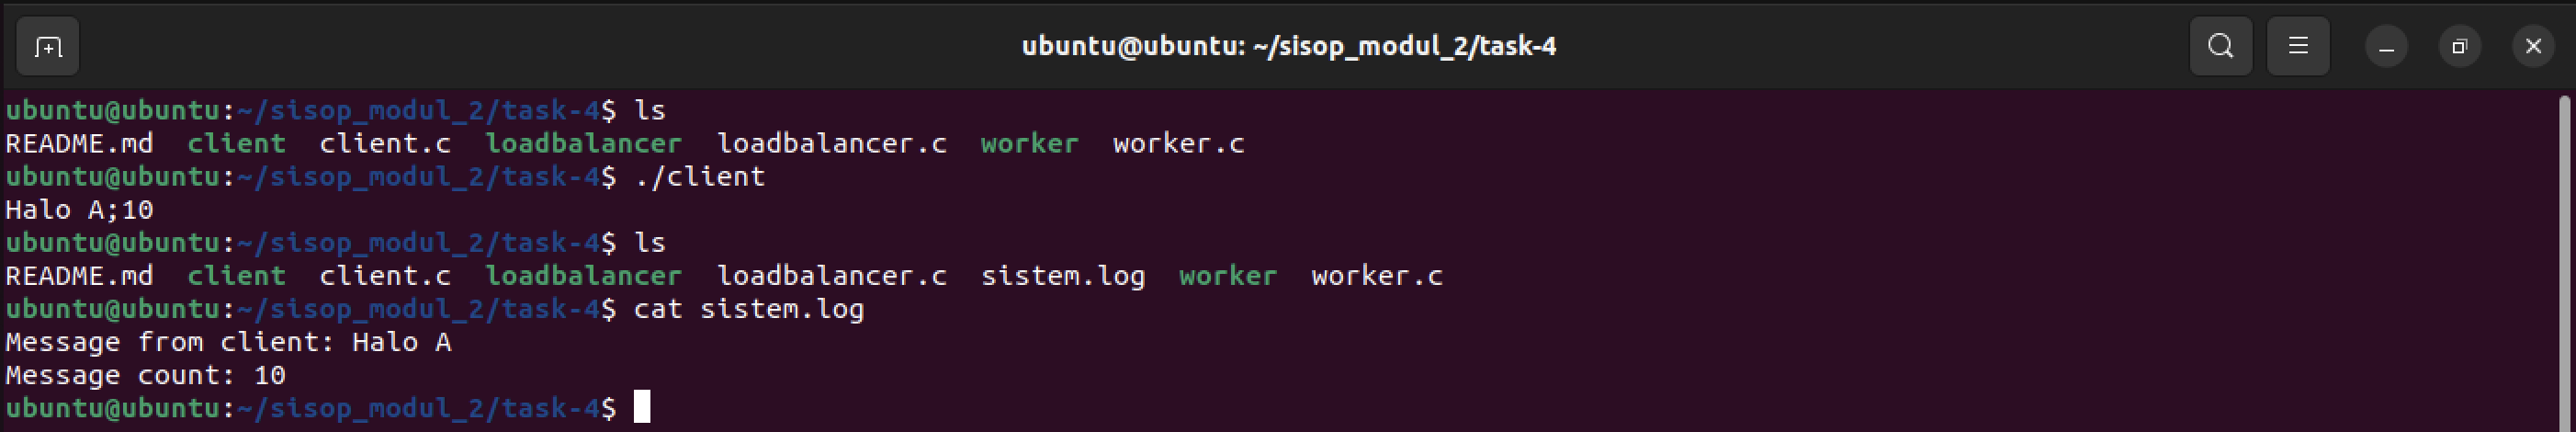 ubuntu@ubuntu: ~/sisop_modul_2/task-4
ubuntu@ubuntu:~/sisop_modul_2/task-4$ ls
README.md  client  client.c  loadbalancer  loadbalancer.c  worker  worker.c
ubuntu@ubuntu:~/sisop_modul_2/task-4$ ./client
Halo A;10
ubuntu@ubuntu:~/sisop_modul_2/task-4$ ls
README.md  client  client.c  loadbalancer  loadbalancer.c  sistem.log  worker  worker.c
ubuntu@ubuntu:~/sisop_modul_2/task-4$ cat sistem.log
Message from client: Halo A
Message count: 10
ubuntu@ubuntu:~/sisop_modul_2/task-4$